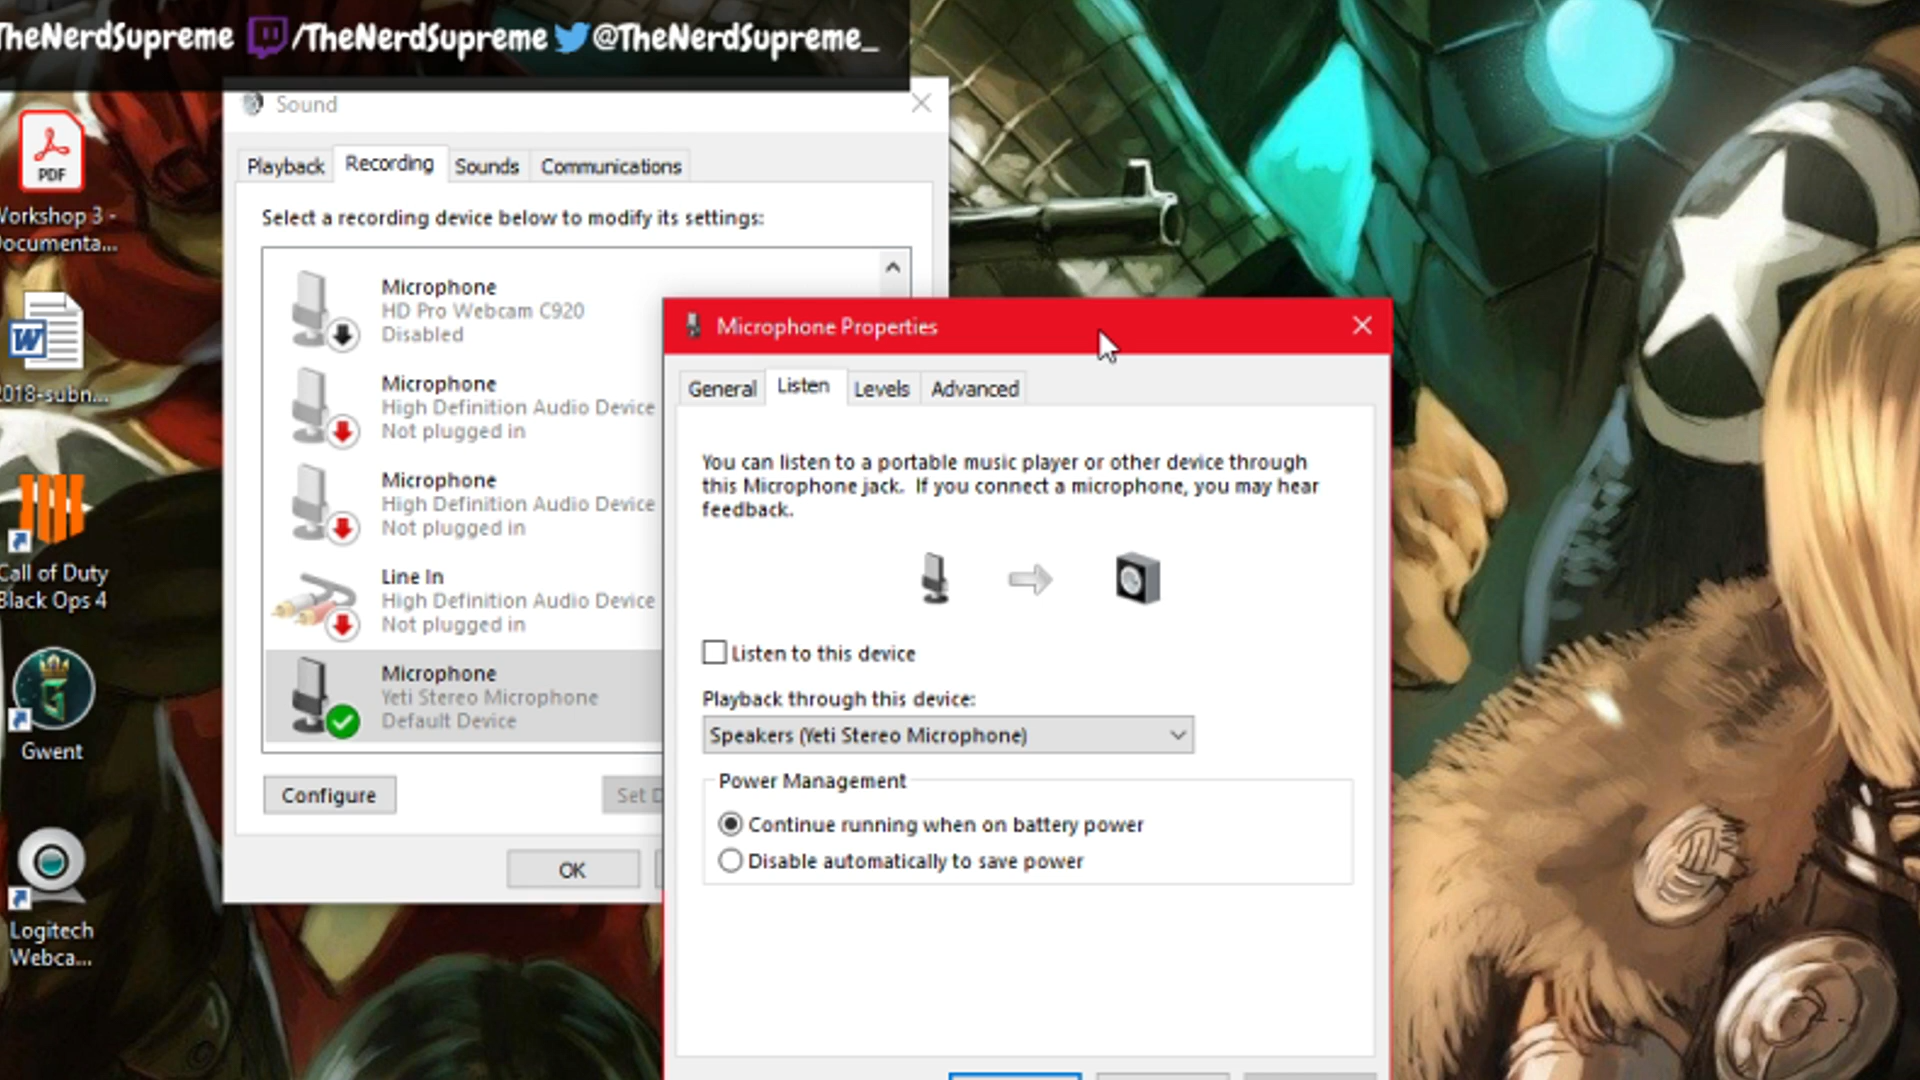 TheNerdSupreme /TheNerdSupreme @TheNerdSupreme_
Sound
Playback Recording Sounds Communications
Select a recording device below to modify its settings:
Microphone
HD Pro Webcam C920
Disabled
Microphone
High Definition Audio Device
Not plugged in
Microphone
High Definition Audio Device
Not plugged in
Line In
High Definition Audio Device
Not plugged in
Microphone
Yeti Stereo Microphone
Default Device
Configure
Set D
OK
Microphone Properties
General Listen Levels Advanced
You can listen to a portable music player or other device through
this Microphone jack. If you connect a microphone, you may hear
feedback.
Listen to this device
Playback through this device:
Speakers (Yeti Stereo Microphone)
Power Management
Continue running when on battery power
Disable automatically to save power
PDF
Workshop 3 -
Documenta...
W
2018-subn...
Call of Duty
Black Ops 4
Gwent
Logitech
Webca...